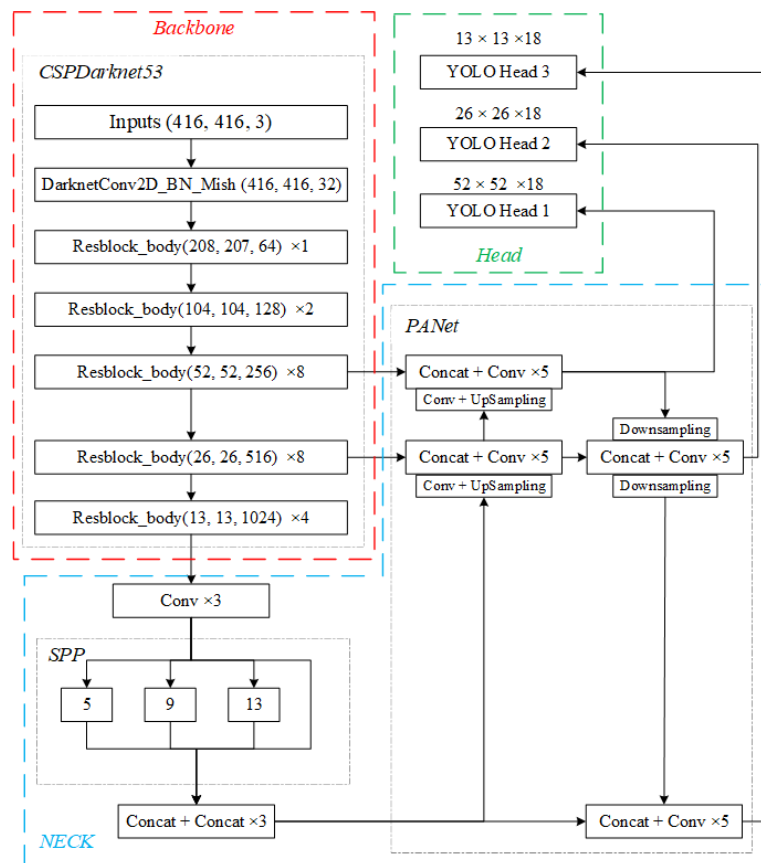 Backbone
CSPDarknet53
Inputs (416, 416, 3)
DarknetConv2D_BN_Mish (416, 416, 32)
Resblock_body(208, 207, 64) ×1
Resblock_body(104, 104, 128) ×2
Resblock_body(52, 52, 256) ×8
Resblock_body(26, 26, 516) ×8
Resblock_body(13, 13, 1024) ×4
13 × 13 ×18
YOLO Head 3
26 × 26 ×18
YOLO Head 2
52 × 52 ×18
YOLO Head 1
Head
PANet
Concat + Conv ×5
Conv + UpSampling
Concat + Conv ×5
Conv + UpSampling
Downsampling
Concat + Conv ×5
Downsampling
Conv ×3
SPP
5
9
13
Concat + Concat ×3
Concat + Conv ×5
NECK